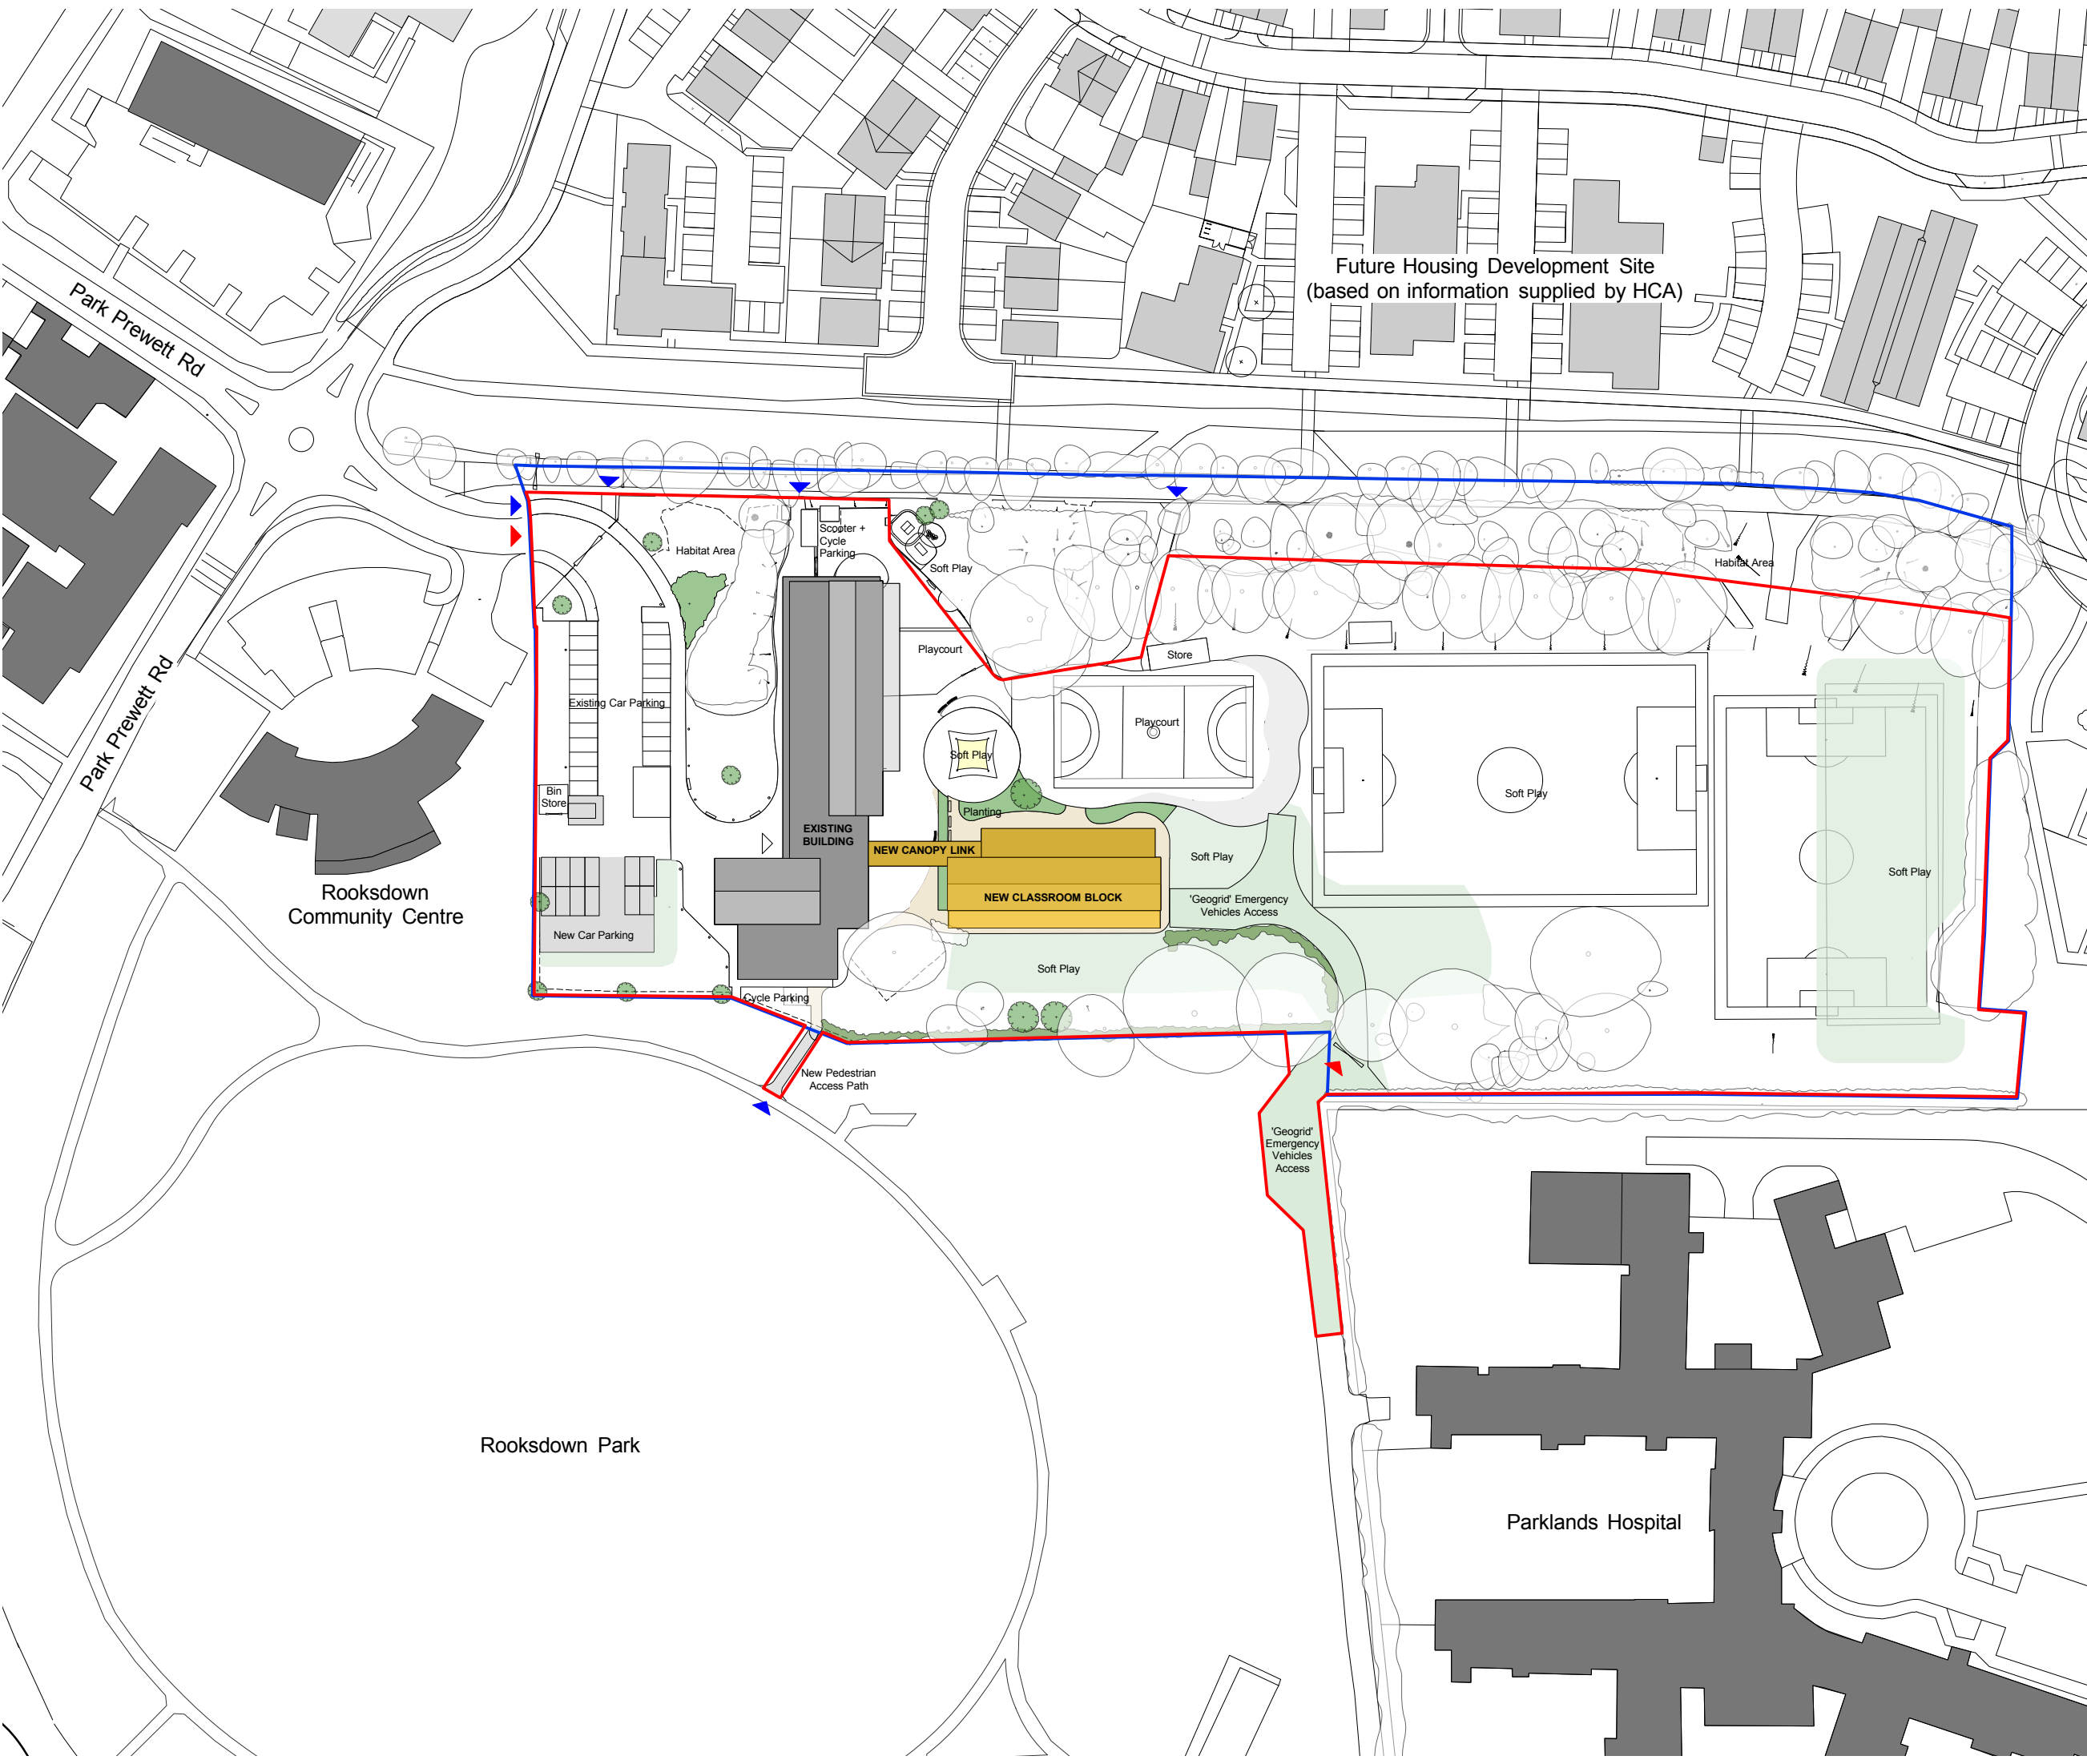 Future Housing Development Site
(based on information supplied by HCA)
Park Prewett Rd
Scooter +
Cycle
Parking
Habitat Area
Soft Play
Habitat Area
Playcourt
Store
Park Prewett Rd
Existing Car Parking
Playcourt
Soft Play
Soft Play
Bin
Store
Planting
EXISTING
BUILDING
NEW CANOPY LINK
Soft Play
Soft Play
Rooksdown
Community Centre
NEW CLASSROOM BLOCK
'Geogrid' Emergency
Vehicles Access
New Car Parking
Soft Play
Cycle Parking
New Pedestrian
Access Path
'Geogrid'
Emergency
Vehicles
Access
Rooksdown Park
Parklands Hospital